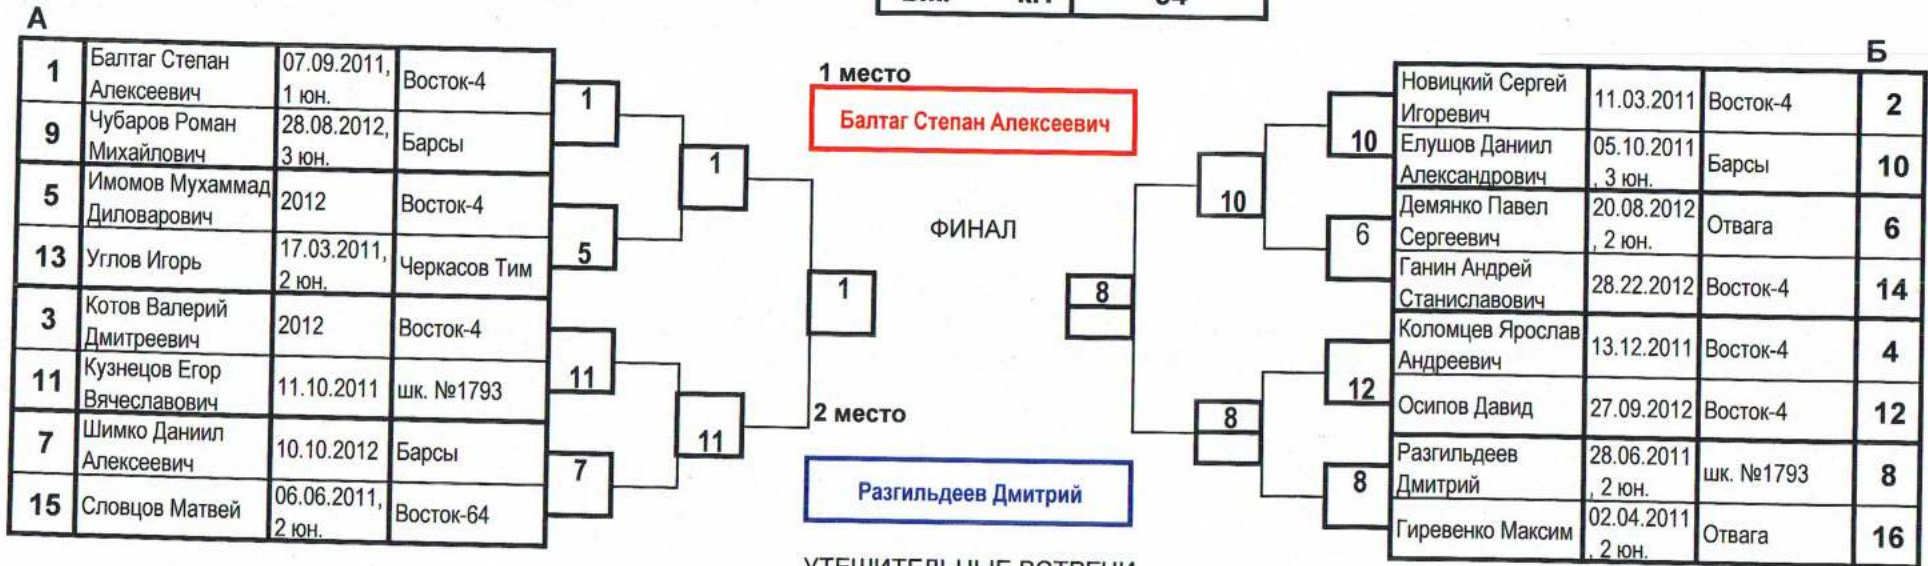 34
А
1 Балтаг Степан Алексеевич 07.09.2011, 1 юн. Восток-4
9 Чубаров Роман Михайлович 28.08.2012, 3 юн. Барсы
5 Имомов Мухаммад Диловарович 2012 Восток-4
13 Углов Игорь 17.03.2011, 2 юн. Черкасов Тим
3 Котов Валерий Дмитреевич 2012 Восток-4
11 Кузнецов Егор Вячеславович 11.10.2011 шк. №1793
7 Шимко Даниил Алексеевич 10.10.2012 Барсы
15 Словцов Матвей 06.06.2011, 2 юн. Восток-64
1
5
11
7
1
11
1
1 место
Балтаг Степан Алексеевич
ФИНАЛ
2 место
Разгильдеев Дмитрий
УТЕШИТЕЛЬНЫЕ ВСТРЕЧИ
8
10
8
10
6
12
8
Б
Новицкий Сергей Игоревич 11.03.2011 Восток-4 2
Елушов Даниил Александрович 05.10.2011 , 3 юн. Барсы 10
Демянко Павел Сергеевич 20.08.2012 , 2 юн. Отвага 6
Ганин Андрей Станиславович 28.22.2012 Восток-4 14
Коломцев Ярослав Андреевич 13.12.2011 Восток-4 4
Осипов Давид 27.09.2012 Восток-4 12
Разгильдеев Дмитрий 28.06.2011 , 2 юн. шк. №1793 8
Гиревенко Максим 02.04.2011 , 2 юн. Отвага 16